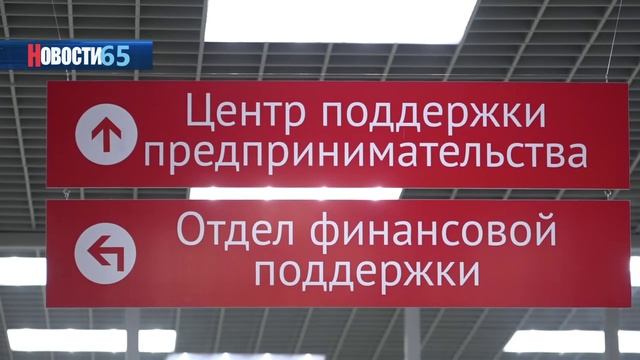 Новости65
Центр поддержки
предпринимательства
Отдел финансовой
поддержки